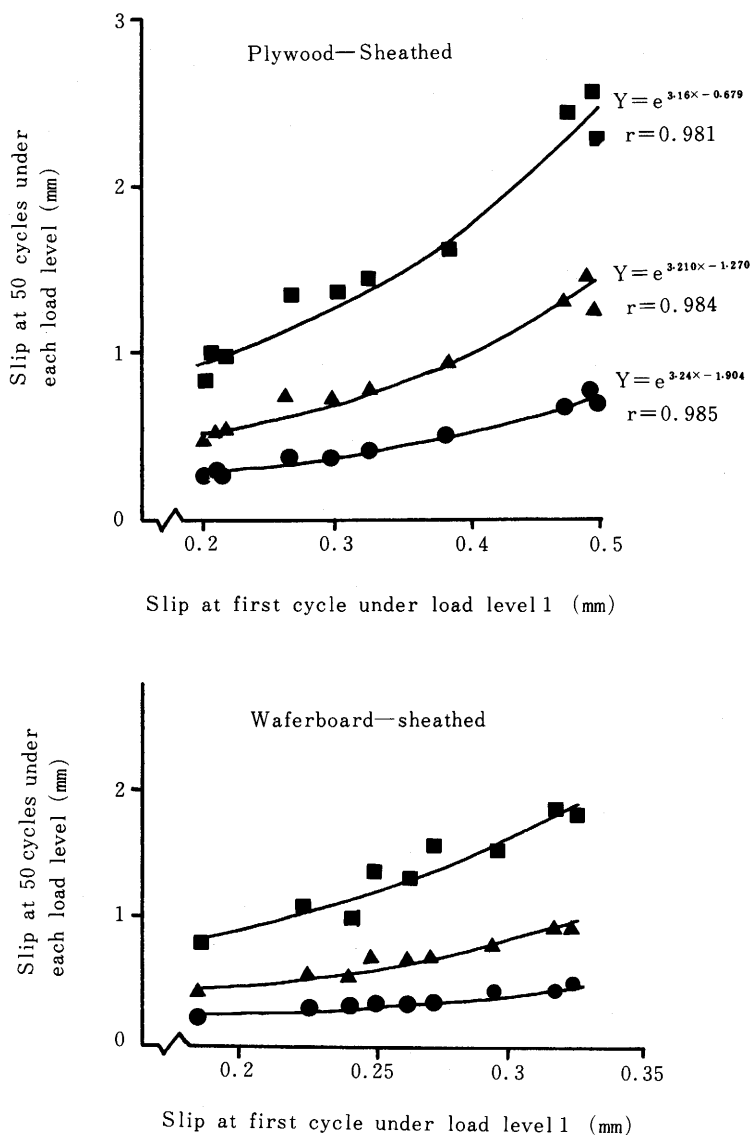 3
Plywood—Sheathed
Y=e^3·16×−0.679
r=0.981
2
Slip at 50 cycles under
each load level (mm)
Y=e^3.210×−1.270
r=0.984
1
Y=e^3.24×−1.904
r=0.985
0
0.2 0.3 0.4 0.5
Slip at first cycle under load level 1 (mm)
Waferboard—sheathed
2
Slip at 50 cycles under
each load level (mm)
1
0
0.2 0.25 0.3 0.35
Slip at first cycle under load level 1 (mm)